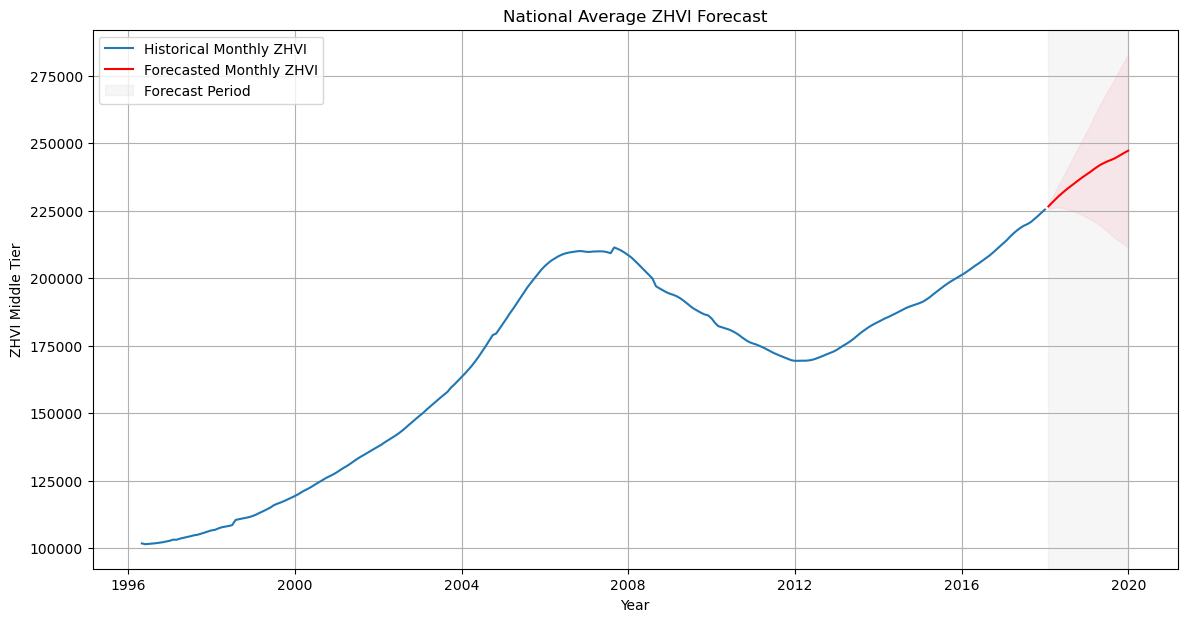 National Average ZHVI Forecast
Historical Monthly ZHVI
Forecasted Monthly ZHVI
Forecast Period
275000
250000
225000
200000
175000
150000
125000
100000
ZHVI Middle Tier
1996 2000 2004 2008 2012 2016 2020
Year